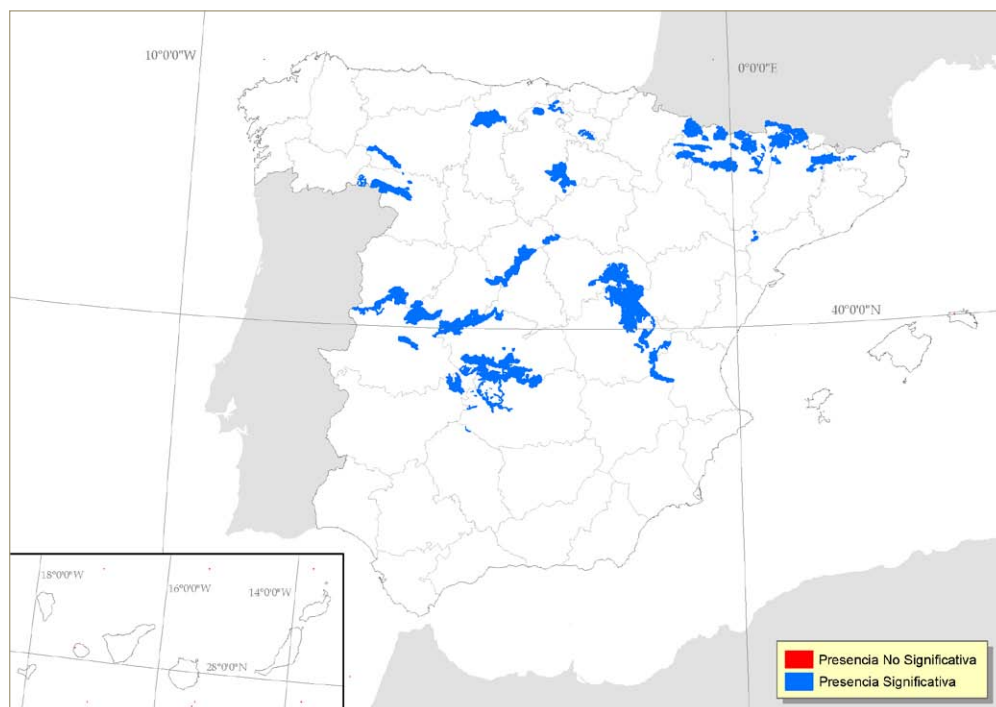 10°0'0"W
0°0'0"E
40°0'0"N
18°0'0"W
16°0'0"W
14°0'0"W
28°0'0"N
Presencia No Significativa
Presencia Significativa